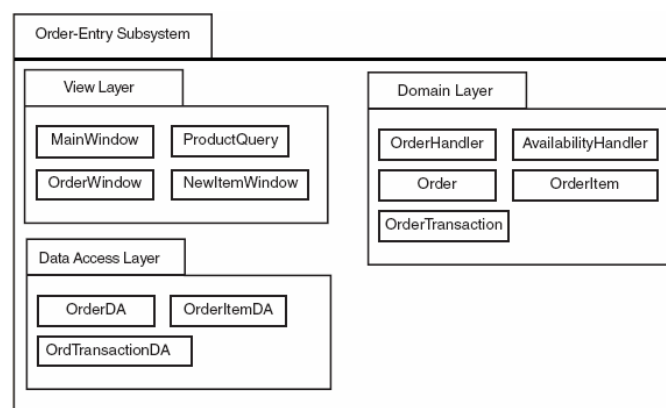 Order-Entry Subsystem
View Layer
MainWindow
ProductQuery
OrderWindow
NewItemWindow
Domain Layer
OrderHandler
AvailabilityHandler
Order
OrderItem
OrderTransaction
Data Access Layer
OrderDA
OrderItemDA
OrdTransactionDA